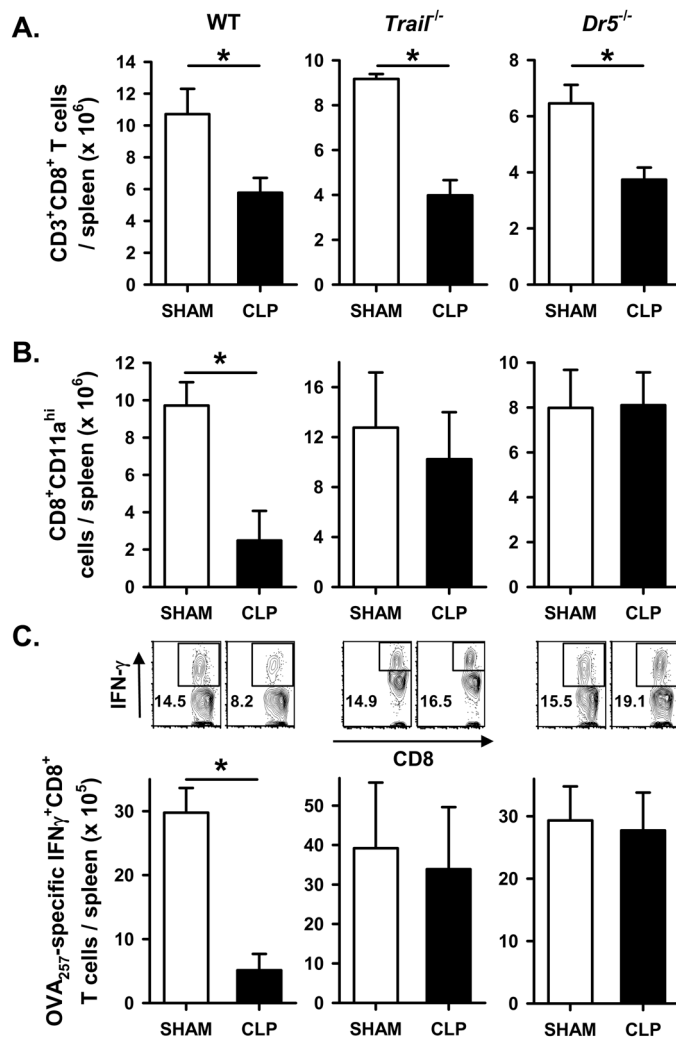 WT Trail⁻/⁻ Dr5⁻/⁻
A.
CD3⁺CD8⁺ T cells
/ spleen (x 10⁶)
14
12
10
8
6
4
2
0
*
SHAM CLP
10
8
6
4
2
0
*
SHAM CLP
8
6
4
2
0
*
SHAM CLP
B.
CD8⁺CD11aʰⁱ
cells / spleen (x 10⁶)
12
10
8
6
4
2
0
*
SHAM CLP
16
12
8
4
0
SHAM CLP
10
8
6
4
2
0
SHAM CLP
C.
IFN-γ
14.5 8.2 14.9 16.5 15.5 19.1
CD8
OVA₂₅₇-specific IFNγ⁺CD8⁺
T cells / spleen (x 10⁵)
30
20
10
0
*
SHAM CLP
50
40
30
20
10
0
SHAM CLP
30
20
10
0
SHAM CLP